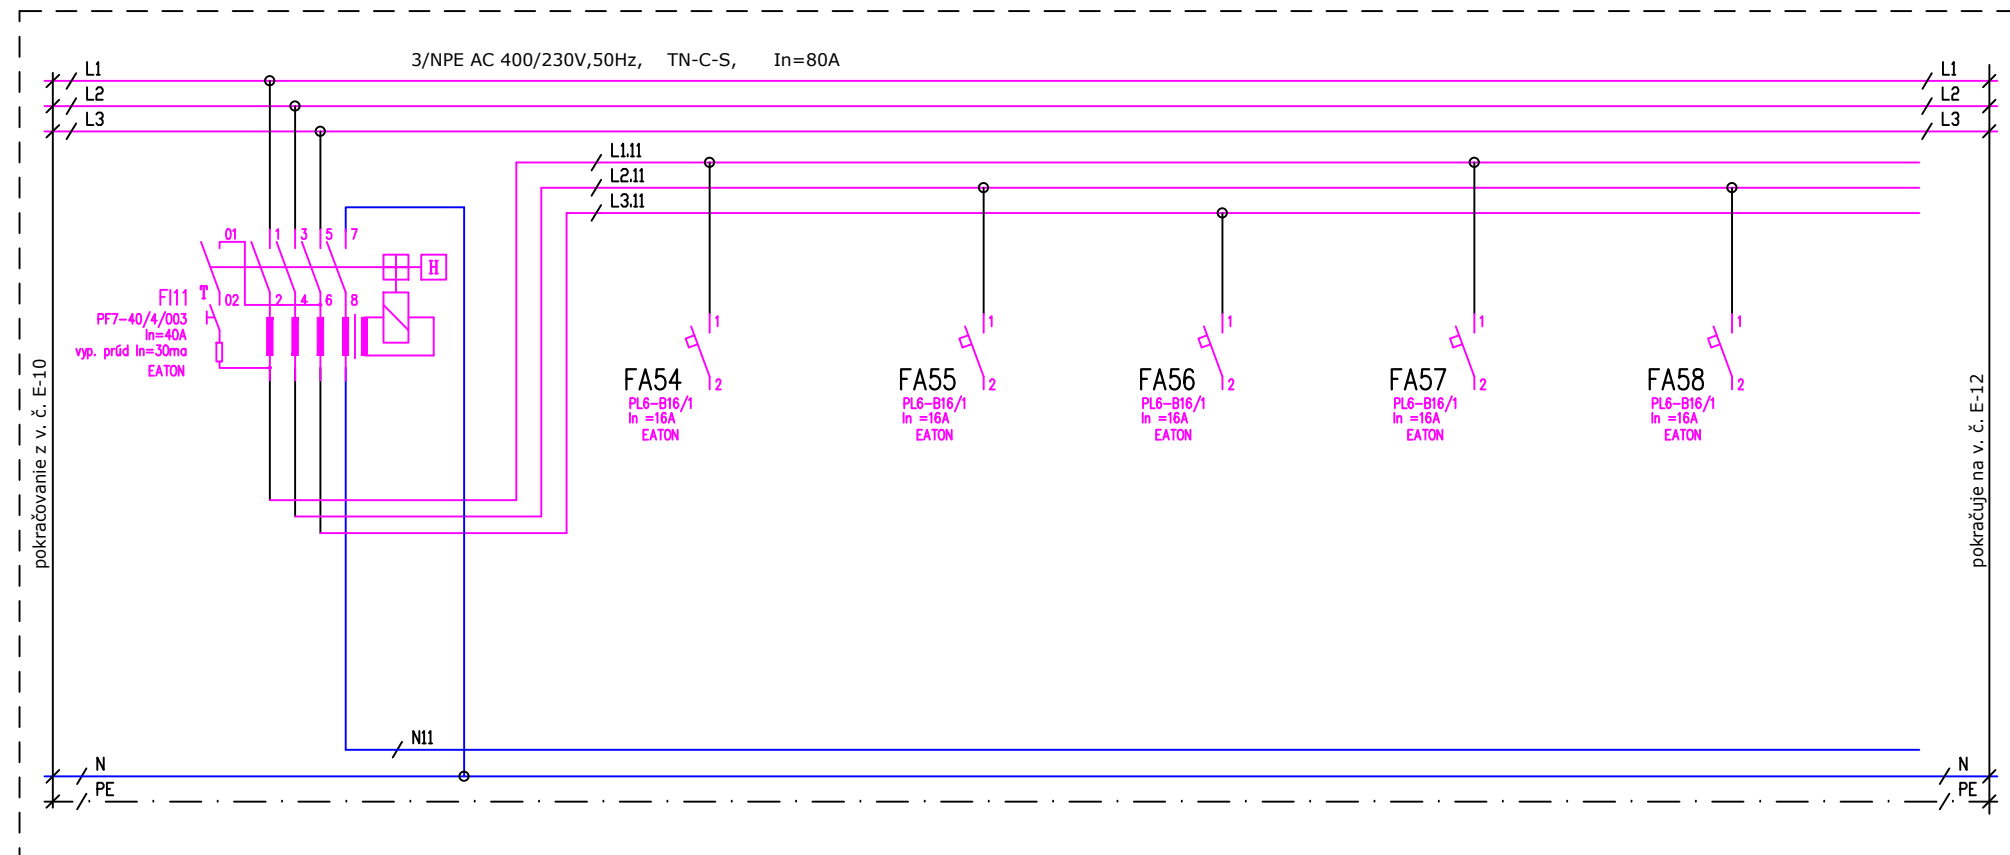 3/NPE AC 400/230V,50Hz, TN-C-S, In=80A
L1
L1
L2
L2
L3
L3
L1.11
L2.11
L3.11
01
1
3
5
7
H
T
02
2
4
6
8
FI11
PF7-40/4/003
In=40A
vyp. prúd In=30ma
EATON
1
2
FA54
PL6-B16/1
In =16A
EATON
1
2
FA55
PL6-B16/1
In =16A
EATON
1
2
FA56
PL6-B16/1
In =16A
EATON
1
2
FA57
PL6-B16/1
In =16A
EATON
1
2
FA58
PL6-B16/1
In =16A
EATON
pokračovanie z v. č. E-10
pokračuje na v. č. E-12
N11
N
N
PE
PE